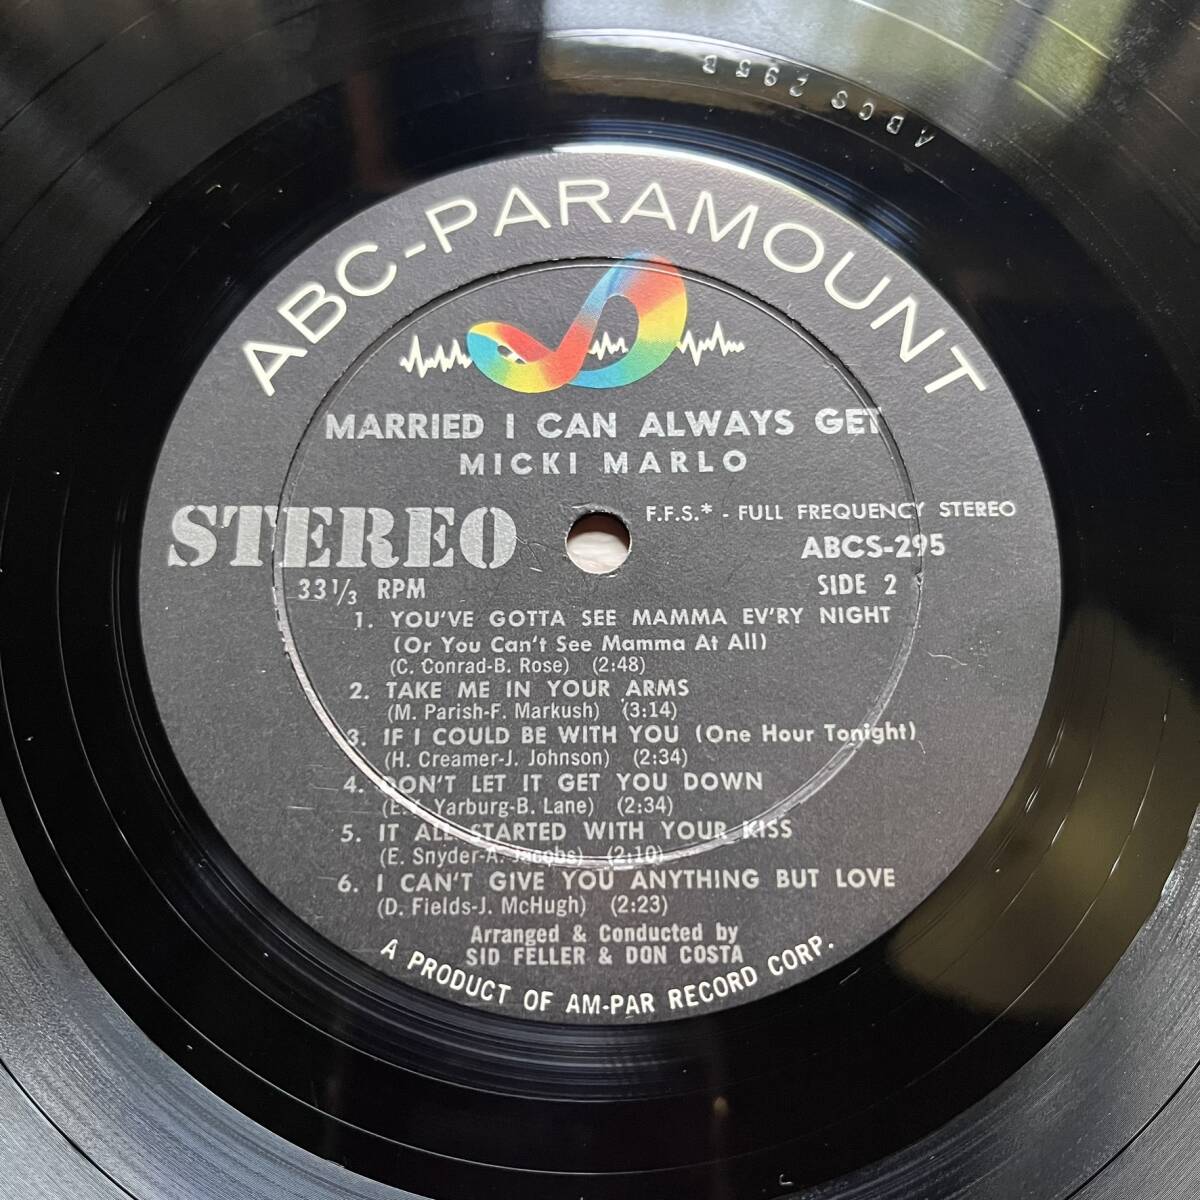 ABCS 295 B
ABC-PARAMOUNT
MARRIED I CAN ALWAYS GET
MICKI MARLO
STEREO
F.F.S.* - FULL FREQUENCY STEREO
ABCS-295
33⅓ RPM
SIDE 2
1. YOU'VE GOTTA SEE MAMMA EV'RY NIGHT
(Or You Can't See Mamma At All)
(C. Conrad-B. Rose) (2:48)
2. TAKE ME IN YOUR ARMS
(M. Parish-F. Markush) (3:14)
3. IF I COULD BE WITH YOU (One Hour Tonight)
(H. Creamer-J. Johnson) (2:34)
4. DON'T LET IT GET YOU DOWN
Yarburg-B. Lane) (2:34)
5. IT ALL STARTED WITH YOUR KISS
(E. Snyder-A. Jacobs) (2:10)
6. I CAN'T GIVE YOU ANYTHING BUT LOVE
(D. Fields-J. McHugh) (2:23)
Arranged & Conducted by
SID FELLER & DON COSTA
A PRODUCT OF AM-PAR RECORD CORP.